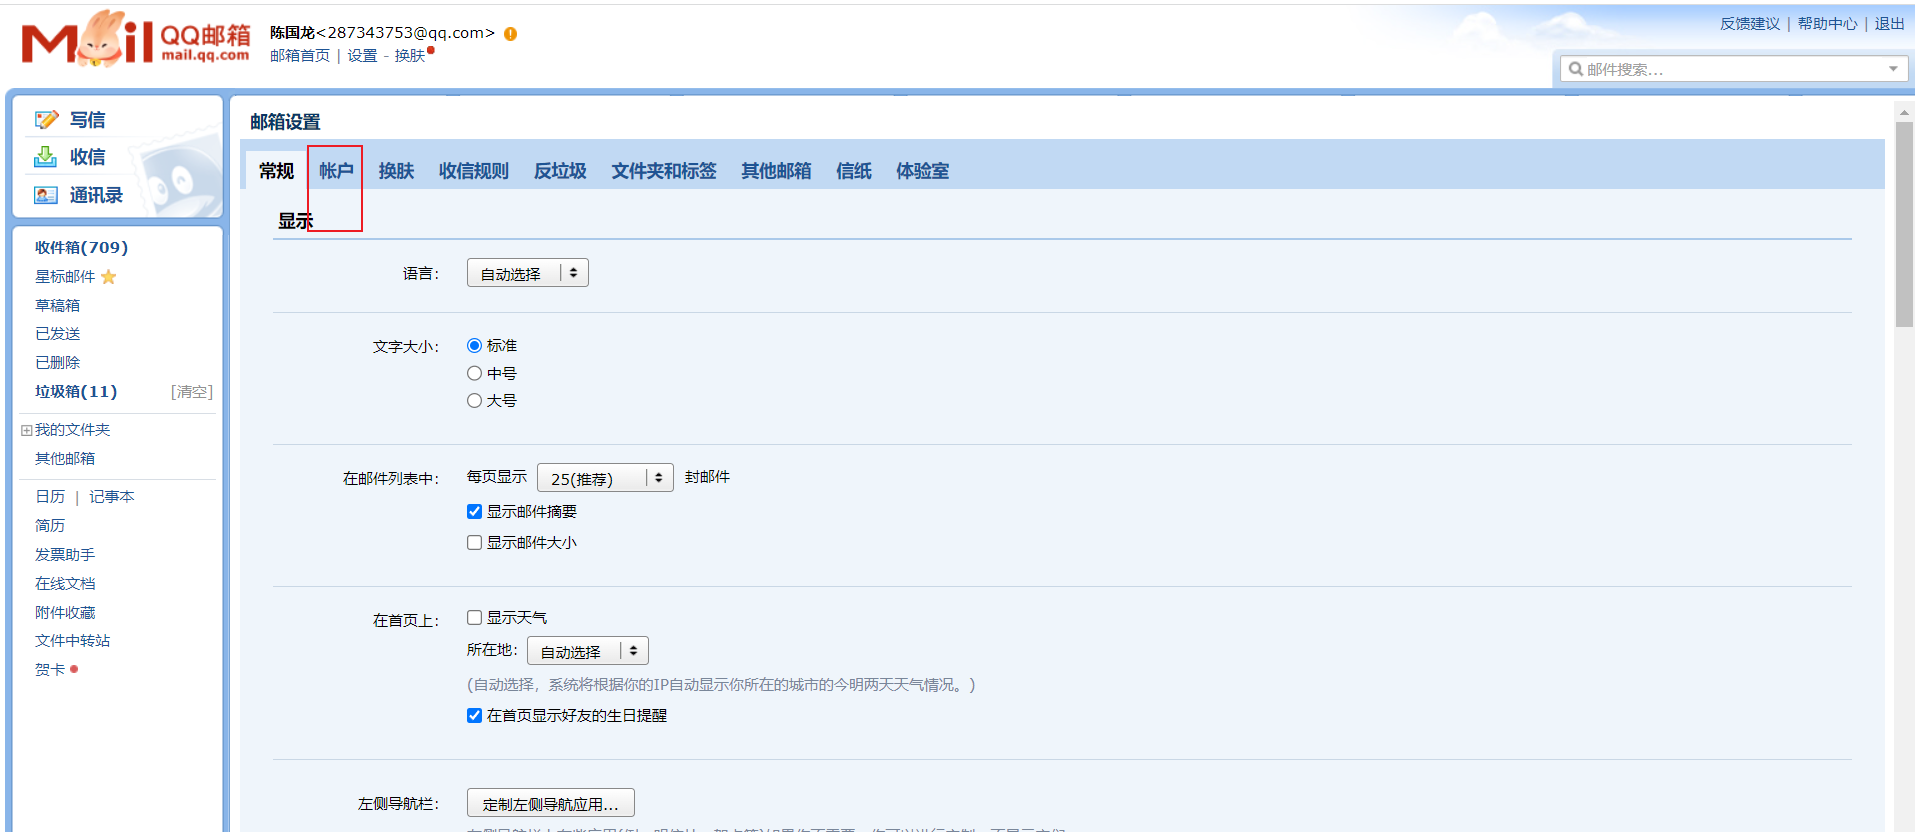 Mail QQ邮箱
mail.qq.com
陈国龙<287343753@qq.com>
邮箱首页 | 设置 - 换肤
反馈建议 | 帮助中心 | 退出
邮件搜索...
写信
收信
通讯录
收件箱(709)
星标邮件
草稿箱
已发送
已删除
垃圾箱(11) [清空]
我的文件夹
其他邮箱
日历 | 记事本
简历
发票助手
在线文档
附件收藏
文件中转站
贺卡
邮箱设置
常规 帐户 换肤 收信规则 反垃圾 文件夹和标签 其他邮箱 信纸 体验室
显示
语言: 自动选择
文字大小: 标准
中号
大号
在邮件列表中: 每页显示 25(推荐) 封邮件
显示邮件摘要
显示邮件大小
在首页上: 显示天气
所在地: 自动选择
(自动选择，系统将根据你的IP自动显示你所在的城市的今明两天天气情况。)
在首页显示好友的生日提醒
左侧导航栏: 定制左侧导航应用...